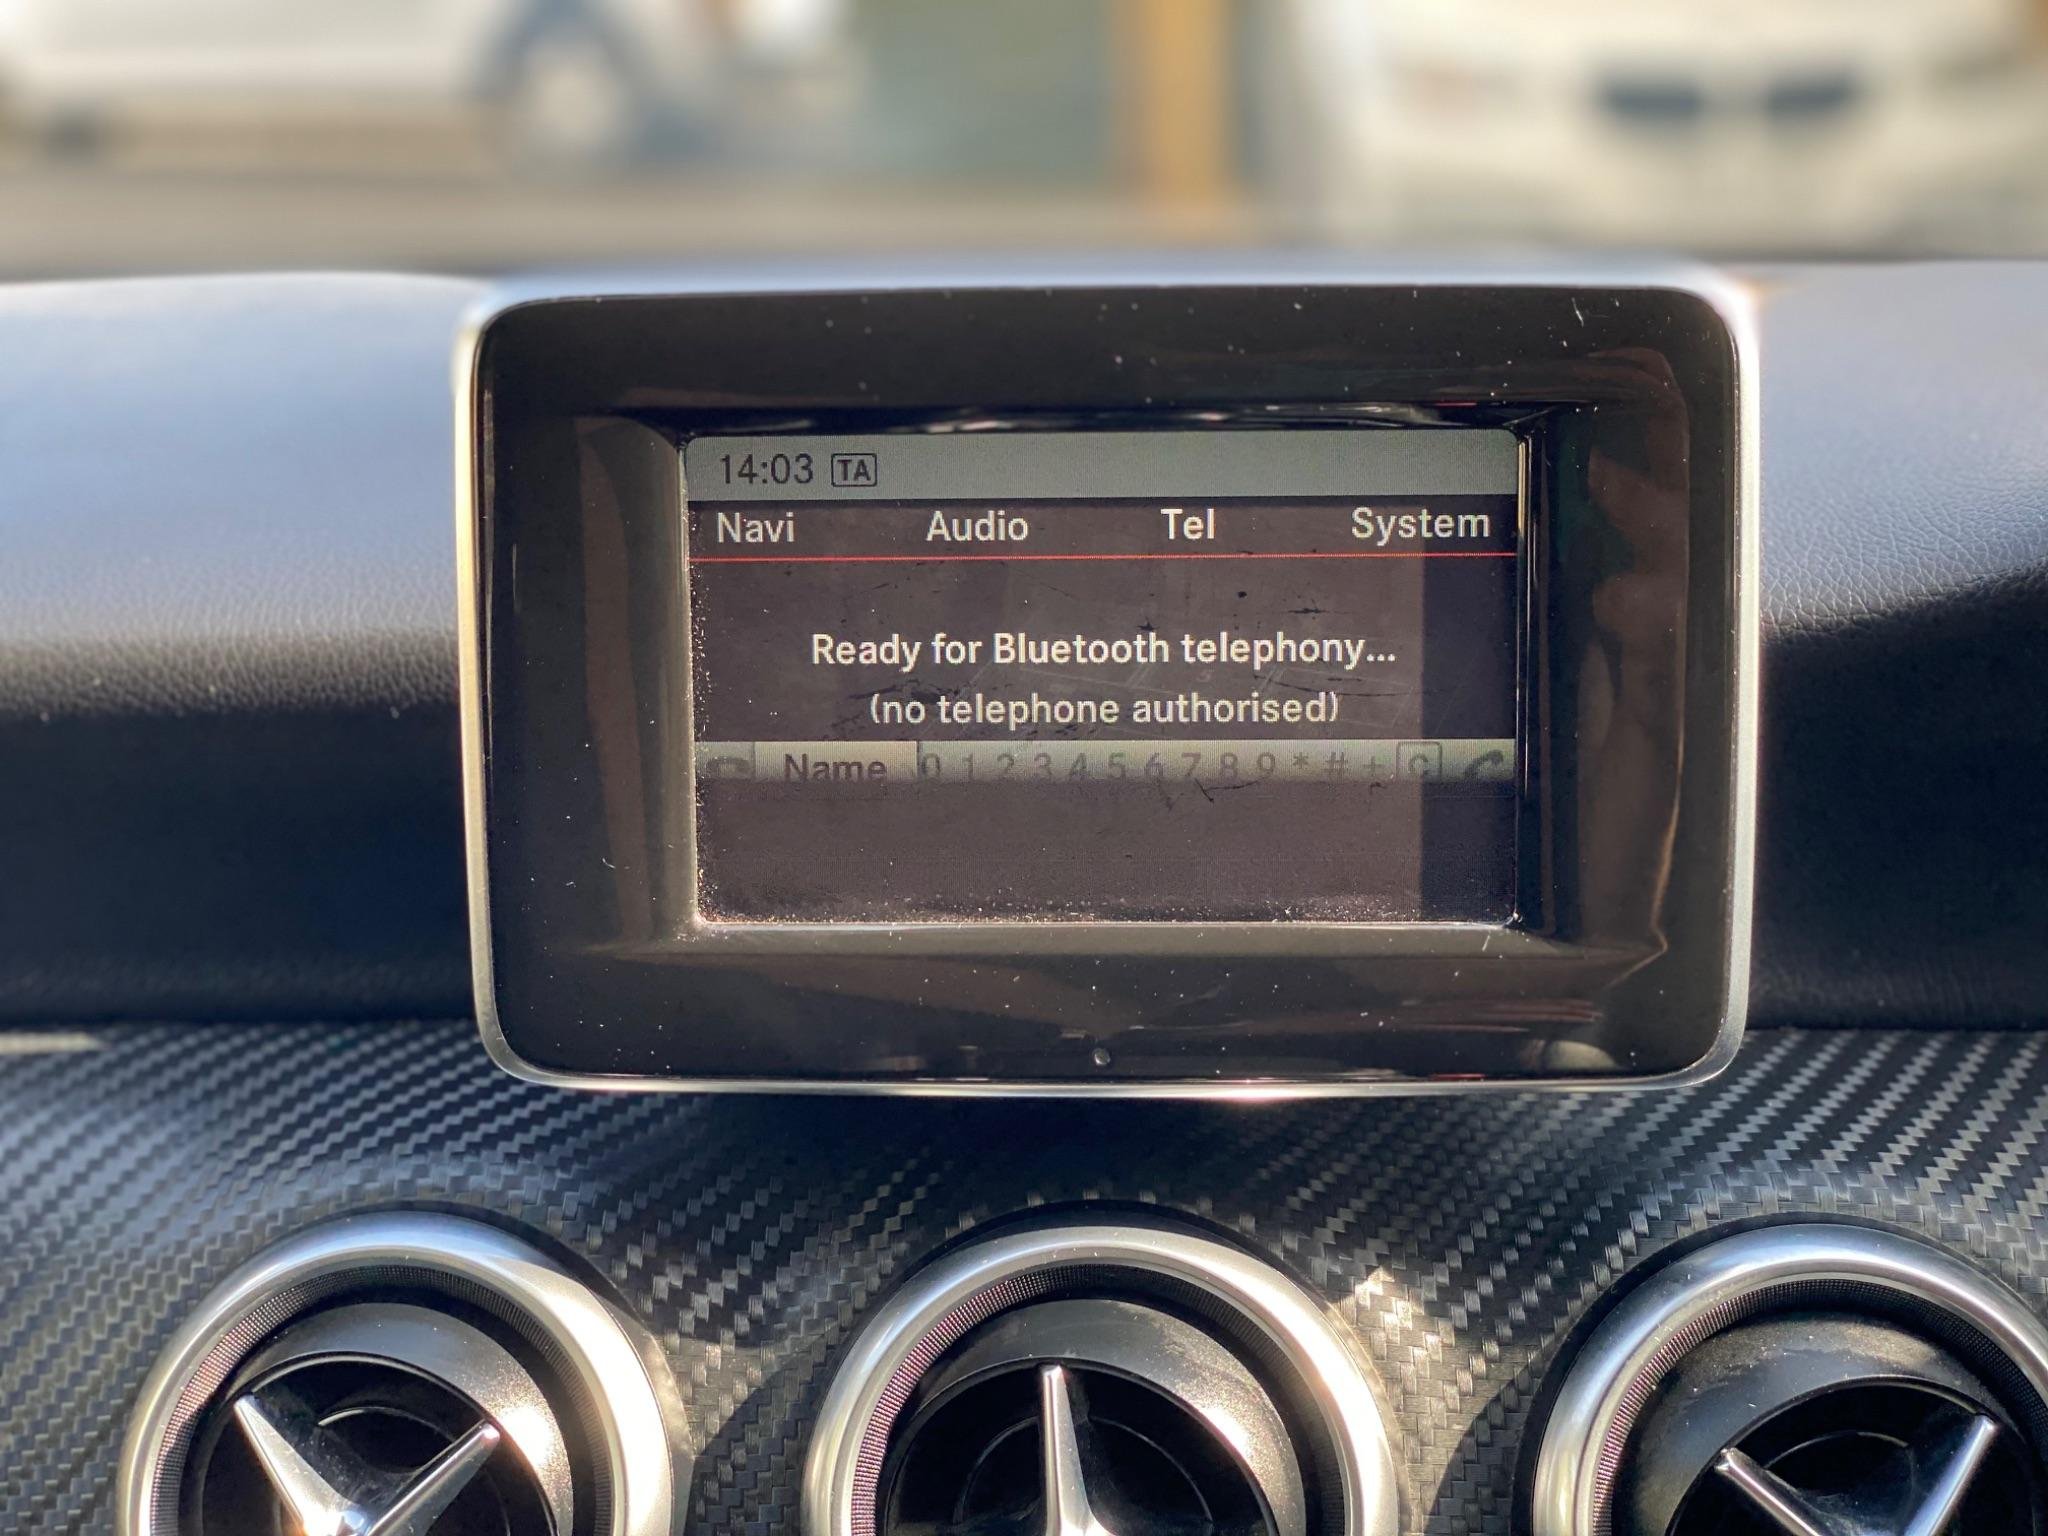 14:03 TA
Navi Audio Tel System
Ready for Bluetooth telephony...
(no telephone authorised)
Name 0 1 2 3 4 5 6 7 8 9 * # + C